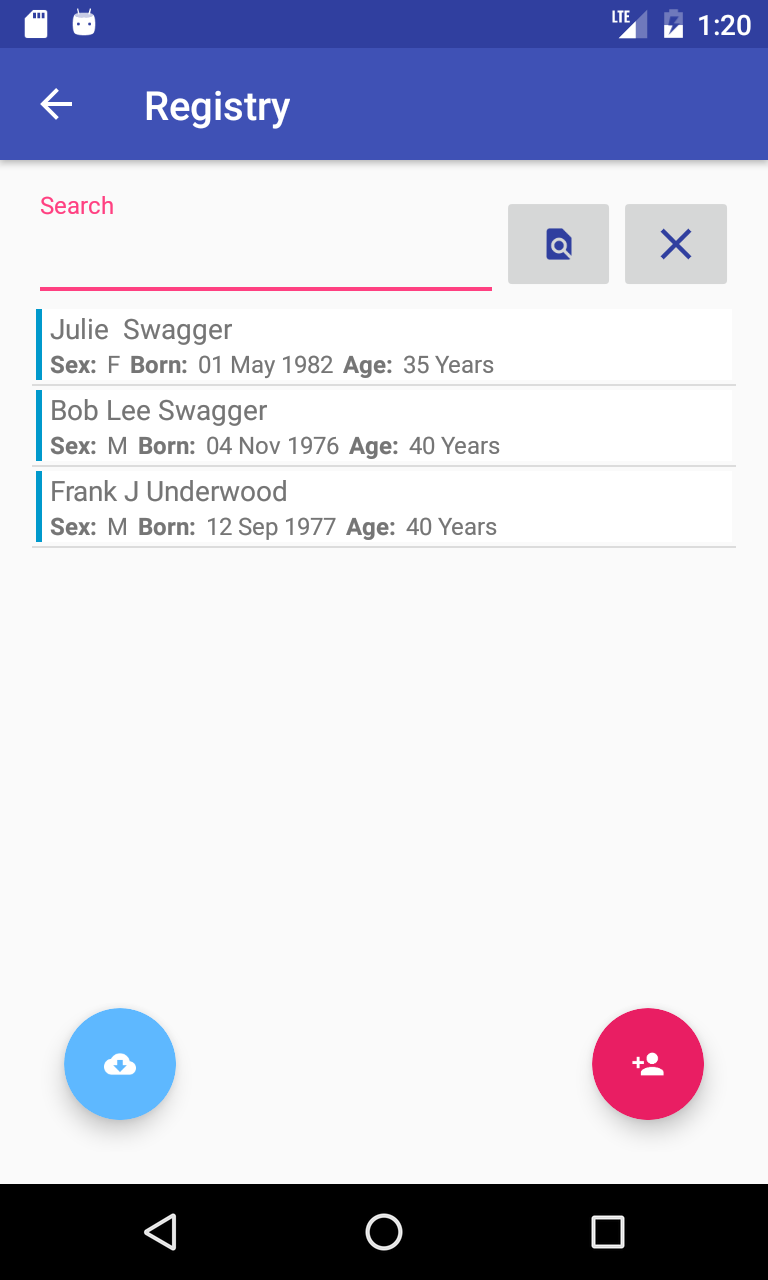 LTE 1:20
Registry
Search
Julie  Swagger
Sex: F Born: 01 May 1982 Age: 35 Years
Bob Lee Swagger
Sex: M Born: 04 Nov 1976 Age: 40 Years
Frank J Underwood
Sex: M Born: 12 Sep 1977 Age: 40 Years